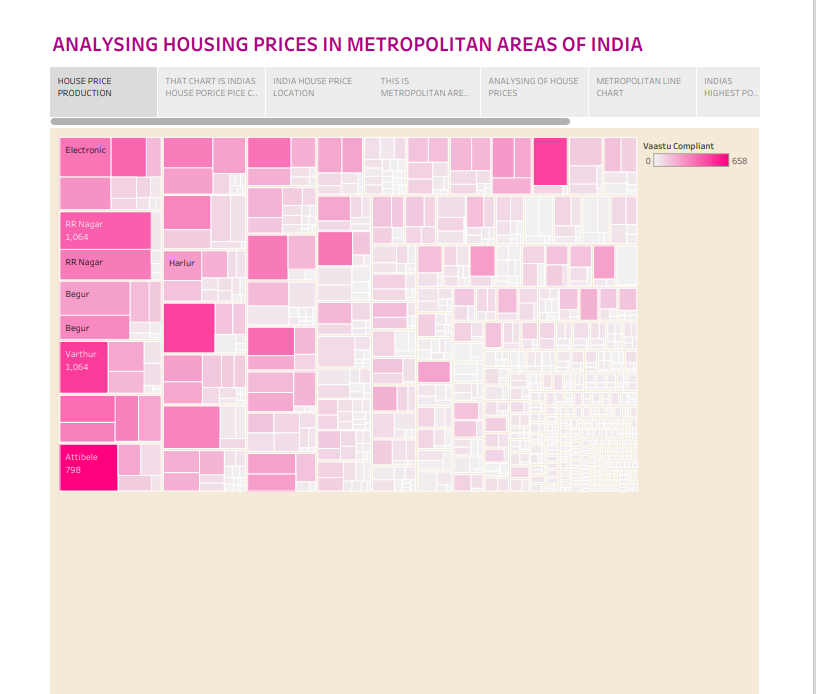 ANALYSING HOUSING PRICES IN METROPOLITAN AREAS OF INDIA
HOUSE PRICE
PRODUCTION
THAT CHART IS INDIAS
HOUSE PORICE PICE C..
INDIA HOUSE PRICE
LOCATION
THIS IS
METROPOLITAN ARE..
ANALYSING OF HOUSE
PRICES
METROPOLITAN LINE
CHART
INDIAS
HIGHEST PO..
Electronic
RR Nagar
1,064
RR Nagar
Harlur
Begur
Begur
Varthur
1,064
Attibele
798
Vaastu Compliant
0 658